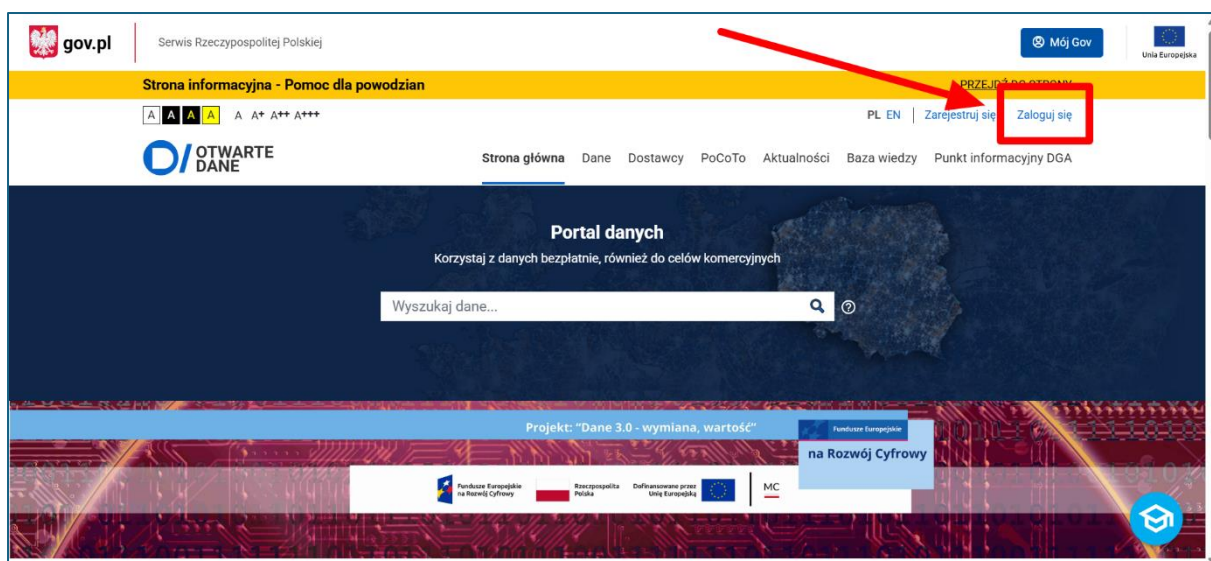 gov.pl
Serwis Rzeczypospolitej Polskiej
Mój Gov
Unia Europejska
Strona informacyjna - Pomoc dla powodzian
PRZEJDŹ DO STRONY
A A A A A A+ A++ A+++
PL EN Zarejestruj się Zaloguj się
OTWARTE
DANE
Strona główna Dane Dostawcy PoCoTo Aktualności Baza wiedzy Punkt informacyjny DGA
Portal danych
Korzystaj z danych bezpłatnie, również do celów komercyjnych
Wyszukaj dane...
Projekt: "Dane 3.0 - wymiana, wartość"
Fundusze Europejskie
na Rozwój Cyfrowy
Fundusze Europejskie
na Rozwój Cyfrowy
Rzeczpospolita
Polska
Dofinansowane przez
Unię Europejską
MC